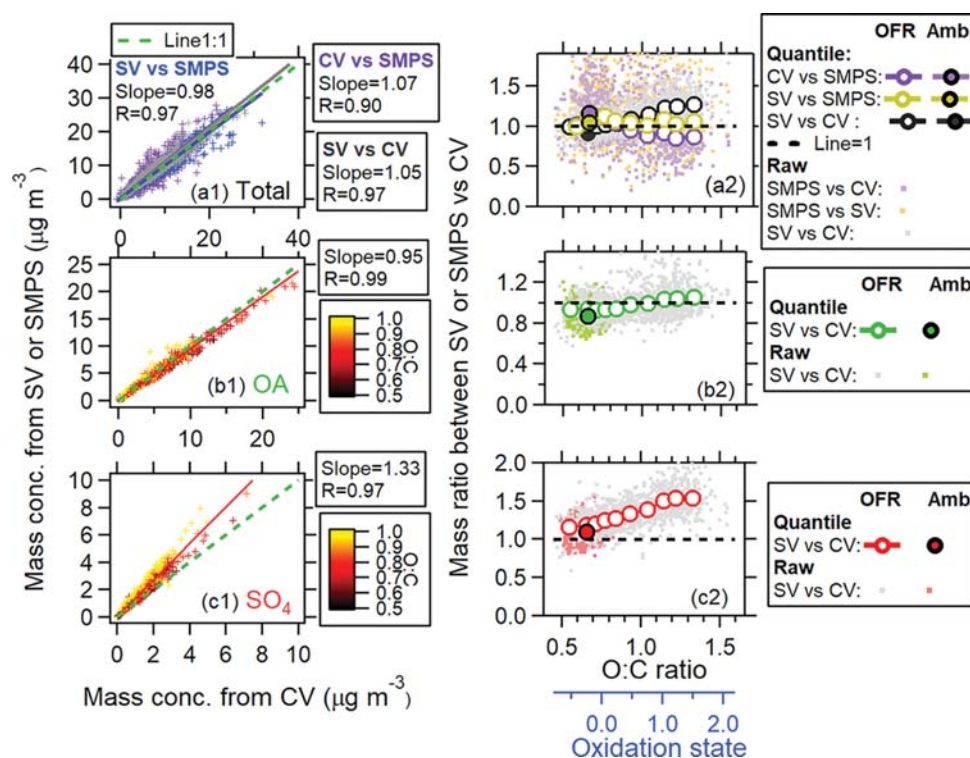 Line1:1
SV vs SMPS
Slope=0.98
R=0.97
CV vs SMPS
Slope=1.07
R=0.90
SV vs CV
Slope=1.05
R=0.97
40
30
20
10
0
(a1) Total
0 10 20 30 40
Mass conc. from SV or SMPS (µg m⁻³)
25
20
15
10
5
0
(b1) OA
0 10 20
Slope=0.95
R=0.99
1.0
0.9
0.8
0.7
0.6
0.5
O:C
10
8
6
4
2
0
(c1) SO₄
0 2 4 6 8 10
Slope=1.33
R=0.97
1.0
0.9
0.8
0.7
0.6
0.5
O:C
Mass conc. from CV (µg m⁻³)
Mass ratio between SV or SMPS vs CV
2.0
1.5
1.0
0.5
0.0
(a2)
1.6
1.2
0.8
0.4
0.0
(b2)
2.0
1.5
1.0
0.5
0.0
(c2)
0.5 1.0 1.5
O:C ratio
0.0 1.0 2.0
Oxidation state
OFR Amb
Quantile:
CV vs SMPS:
SV vs SMPS:
SV vs CV :
Line=1
Raw
SMPS vs CV:
SMPS vs SV:
SV vs CV:
OFR Amb
Quantile
SV vs CV:
Raw
SV vs CV:
OFR Amb
Quantile
SV vs CV:
Raw
SV vs CV: